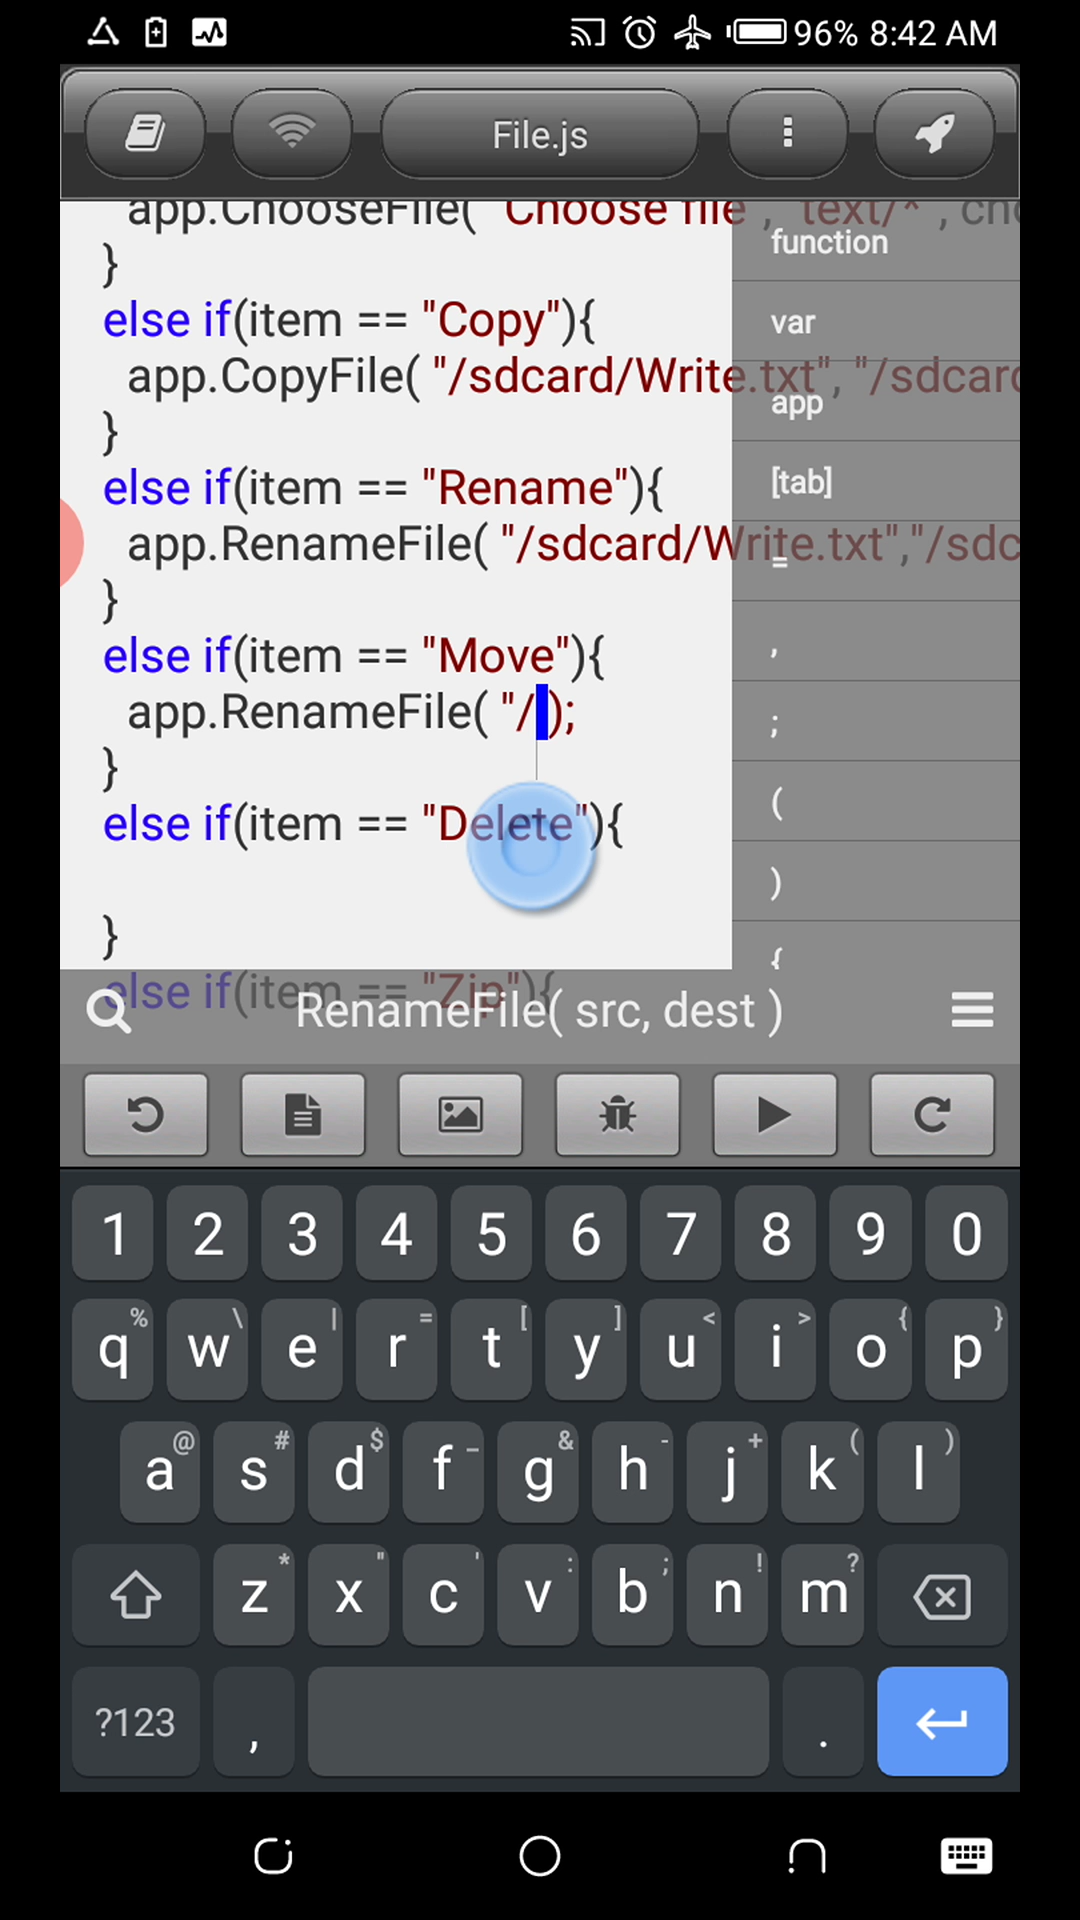 96% 8:42 AM
File.js
app.ChooseFile( "Choose file", "text/*", cho
}
else if(item == "Copy"){
app.CopyFile( "/sdcard/Write.txt", "/sdcard
}
else if(item == "Rename"){
app.RenameFile( "/sdcard/Write.txt","/sdc
}
else if(item == "Move"){
app.RenameFile( "/);
}
else if(item == "Delete"){
}
else if(item == "Zip"){
function
var
app
[tab]
=
,
;
(
)
{
RenameFile( src, dest )
1 2 3 4 5 6 7 8 9 0
% \ | = [ ] < > { }
q w e r t y u i o p
@ # $ _ & - + ( )
a s d f g h j k l
* " ' : ; ! ?
z x c v b n m
?123 , .